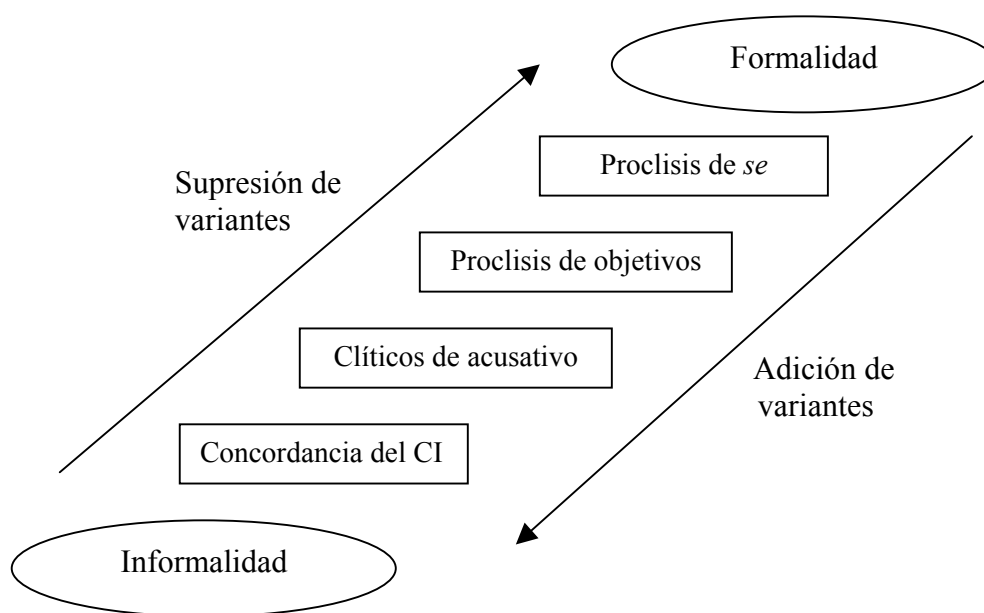 Formalidad
Proclisis de se
Supresión de
variantes
Proclisis de objetivos
Clíticos de acusativo
Adición de
variantes
Concordancia del CI
Informalidad